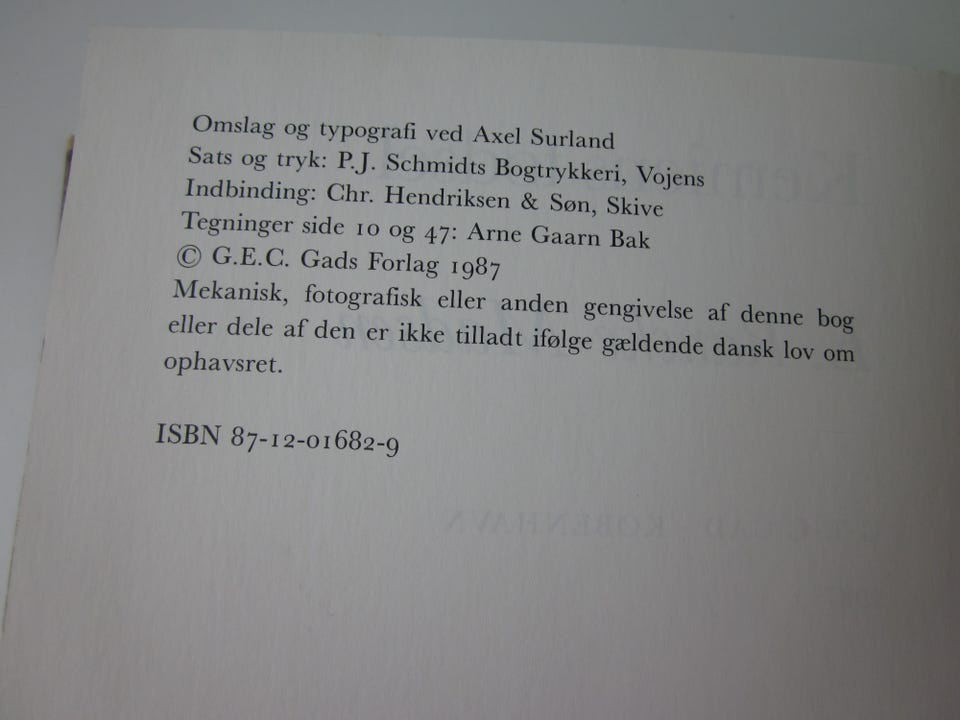 Omslag og typografi ved Axel Surland
Sats og tryk: P.J. Schmidts Bogtrykkeri, Vojens
Indbinding: Chr. Hendriksen & Søn, Skive
Tegninger side 10 og 47: Arne Gaarn Bak
© G.E.C. Gads Forlag 1987
Mekanisk, fotografisk eller anden gengivelse af denne bog
eller dele af den er ikke tilladt ifølge gældende dansk lov om
ophavsret.
ISBN 87-12-01682-9